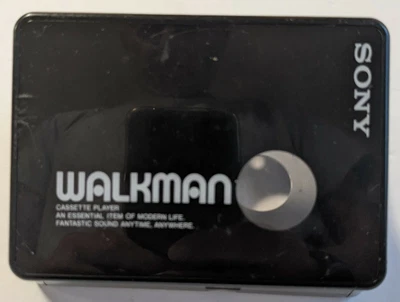 SONY
WALKMAN
CASSETTE PLAYER
AN ESSENTIAL ITEM OF MODERN LIFE.
FANTASTIC SOUND ANYTIME, ANYWHERE.